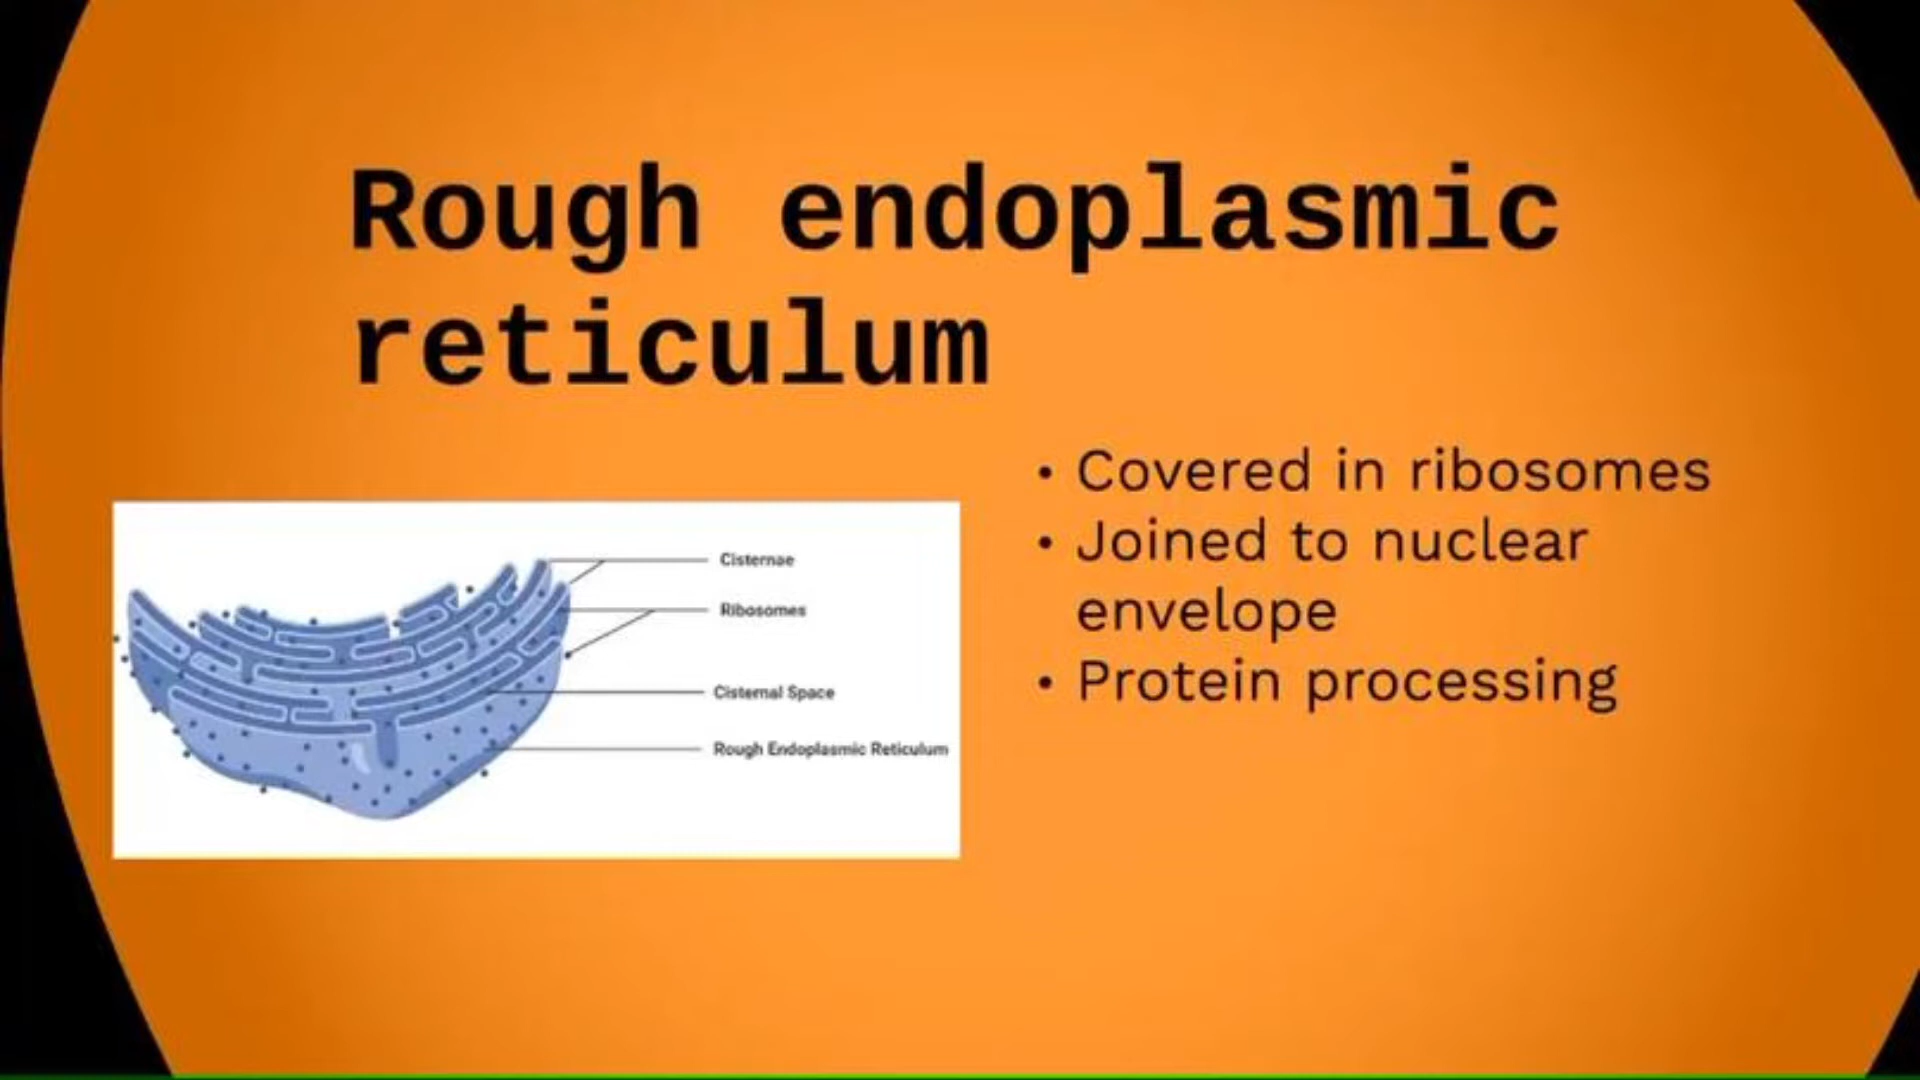 Rough endoplasmic
reticulum
• Covered in ribosomes
• Joined to nuclear
envelope
• Protein processing
Cisternae
Ribosomes
Cisternal Space
Rough Endoplasmic Reticulum